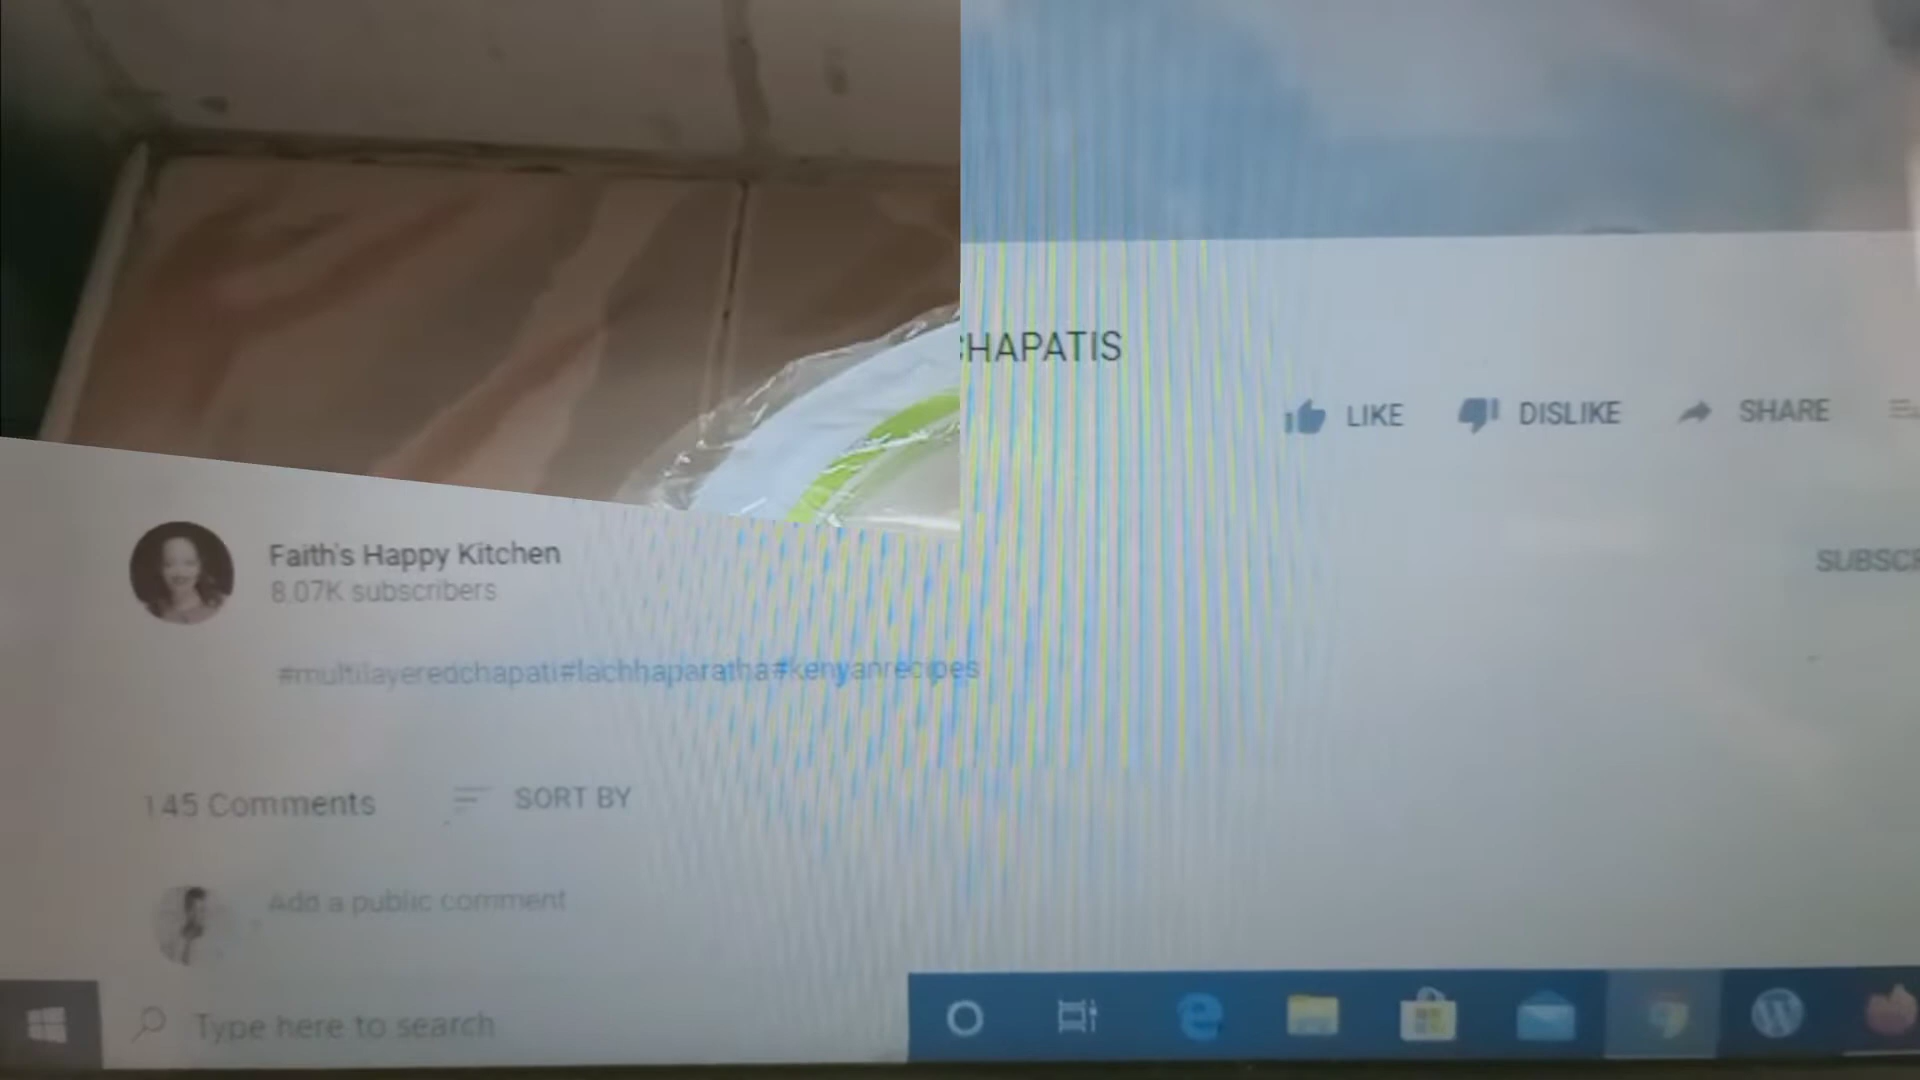 HAPATIS
LIKE DISLIKE SHARE
Faith's Happy Kitchen
8.07K subscribers
SUBSCR
#multilayeredchapati#lachhaparatha#kenyanrecipes
145 Comments SORT BY
Add a public comment
Type here to search